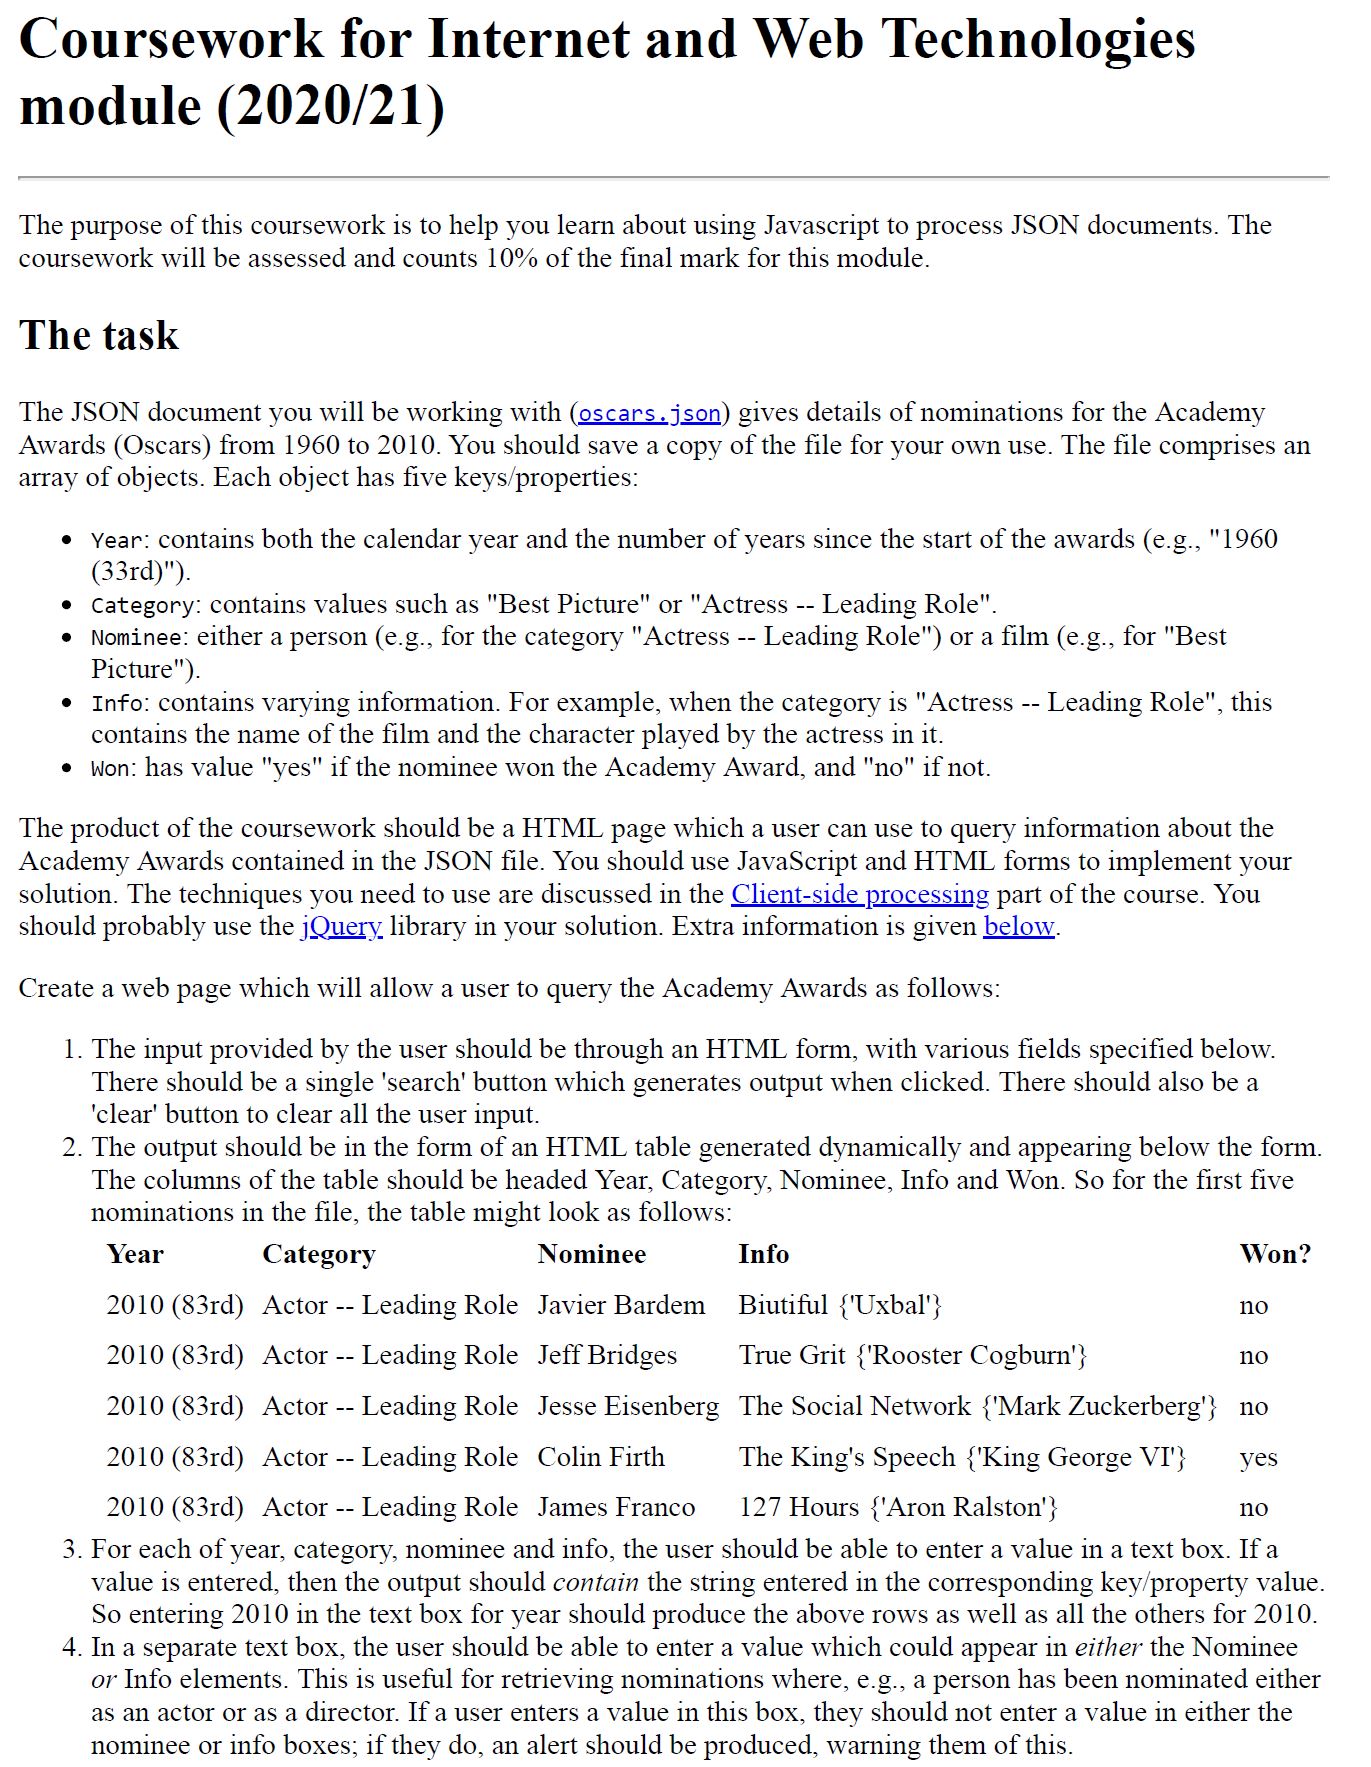 Coursework for Internet and Web Technologies
module (2020/21)
The purpose of this coursework is to help you learn about using Javascript to process JSON documents. The
coursework will be assessed and counts 10% of the final mark for this module.
The task
The JSON document you will be working with (oscars.json) gives details of nominations for the Academy
Awards (Oscars) from 1960 to 2010. You should save a copy of the file for your own use. The file comprises an
array of objects. Each object has five keys/properties:
• Year: contains both the calendar year and the number of years since the start of the awards (e.g., "1960
(33rd)").
• Category: contains values such as "Best Picture" or "Actress -- Leading Role".
• Nominee: either a person (e.g., for the category "Actress -- Leading Role") or a film (e.g., for "Best
Picture").
• Info: contains varying information. For example, when the category is "Actress -- Leading Role", this
contains the name of the film and the character played by the actress in it.
• Won: has value "yes" if the nominee won the Academy Award, and "no" if not.
The product of the coursework should be a HTML page which a user can use to query information about the
Academy Awards contained in the JSON file. You should use JavaScript and HTML forms to implement your
solution. The techniques you need to use are discussed in the Client-side processing part of the course. You
should probably use the jQuery library in your solution. Extra information is given below.
Create a web page which will allow a user to query the Academy Awards as follows:
1. The input provided by the user should be through an HTML form, with various fields specified below.
There should be a single 'search' button which generates output when clicked. There should also be a
'clear' button to clear all the user input.
2. The output should be in the form of an HTML table generated dynamically and appearing below the form.
The columns of the table should be headed Year, Category, Nominee, Info and Won. So for the first five
nominations in the file, the table might look as follows:
Year Category Nominee Info Won?
2010 (83rd) Actor -- Leading Role Javier Bardem Biutiful {'Uxbal'} no
2010 (83rd) Actor -- Leading Role Jeff Bridges True Grit {'Rooster Cogburn'} no
2010 (83rd) Actor -- Leading Role Jesse Eisenberg The Social Network {'Mark Zuckerberg'} no
2010 (83rd) Actor -- Leading Role Colin Firth The King's Speech {'King George VI'} yes
2010 (83rd) Actor -- Leading Role James Franco 127 Hours {'Aron Ralston'} no
3. For each of year, category, nominee and info, the user should be able to enter a value in a text box. If a
value is entered, then the output should contain the string entered in the corresponding key/property value.
So entering 2010 in the text box for year should produce the above rows as well as all the others for 2010.
4. In a separate text box, the user should be able to enter a value which could appear in either the Nominee
or Info elements. This is useful for retrieving nominations where, e.g., a person has been nominated either
as an actor or as a director. If a user enters a value in this box, they should not enter a value in either the
nominee or info boxes; if they do, an alert should be produced, warning them of this.